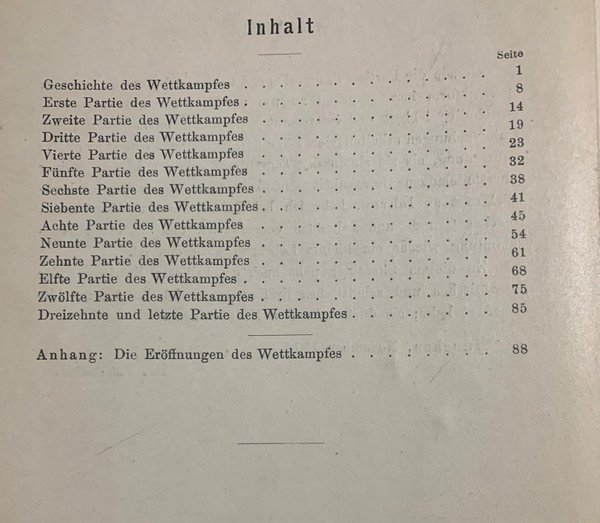 Inhalt
Seite
Geschichte des Wettkampfes . . . . . . . . . . . . . . 1
Erste Partie des Wettkampfes . . . . . . . . . . . . . . 8
Zweite Partie des Wettkampfes . . . . . . . . . . . . . 14
Dritte Partie des Wettkampfes . . . . . . . . . . . . . 19
Vierte Partie des Wettkampfes . . . . . . . . . . . . . 23
Fünfte Partie des Wettkampfes . . . . . . . . . . . . . 32
Sechste Partie des Wettkampfes . . . . . . . . . . . . . 38
Siebente Partie des Wettkampfes . . . . . . . . . . . . . 41
Achte Partie des Wettkampfes . . . . . . . . . . . . . 45
Neunte Partie des Wettkampfes . . . . . . . . . . . . . 54
Zehnte Partie des Wettkampfes . . . . . . . . . . . . . 61
Elfte Partie des Wettkampfes . . . . . . . . . . . . . . 68
Zwölfte Partie des Wettkampfes . . . . . . . . . . . . . 75
Dreizehnte und letzte Partie des Wettkampfes . . . . . . . . 85
Anhang: Die Eröffnungen des Wettkampfes . . . . . . . . 88